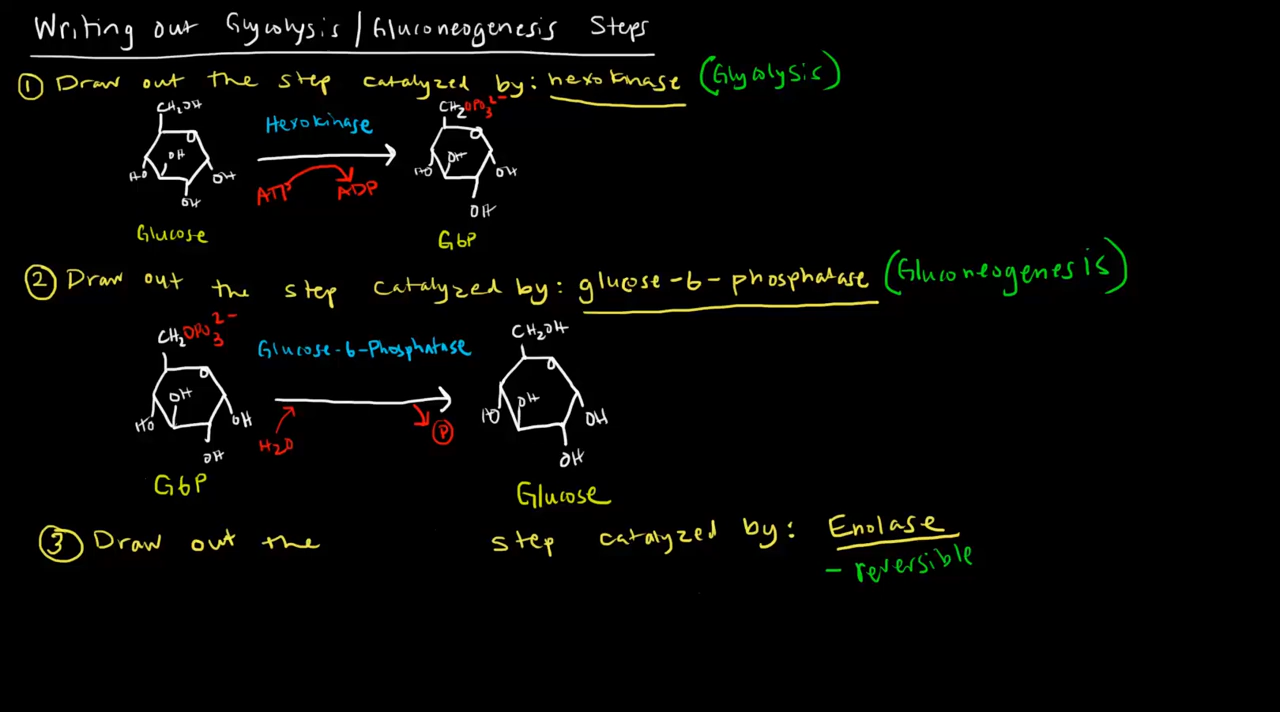 Writing out Glycolysis / Gluconeogenesis Steps
① Draw out the step catalyzed by: hexokinase (Glycolysis)
CH2OH
O
OH
HO
OH
OH
Glucose
Hexokinase
ATP ADP
CH2OPO3 2-
O
OH
HO
OH
OH
G6P
② Draw out the step catalyzed by: glucose-6-phosphatase (Gluconeogenesis)
CH2OPO3 2-
O
OH
HO
OH
OH
G6P
Glucose-6-Phosphatase
H2O P
CH2OH
O
OH
HO
OH
OH
Glucose
③ Draw out the step catalyzed by: Enolase
- reversible